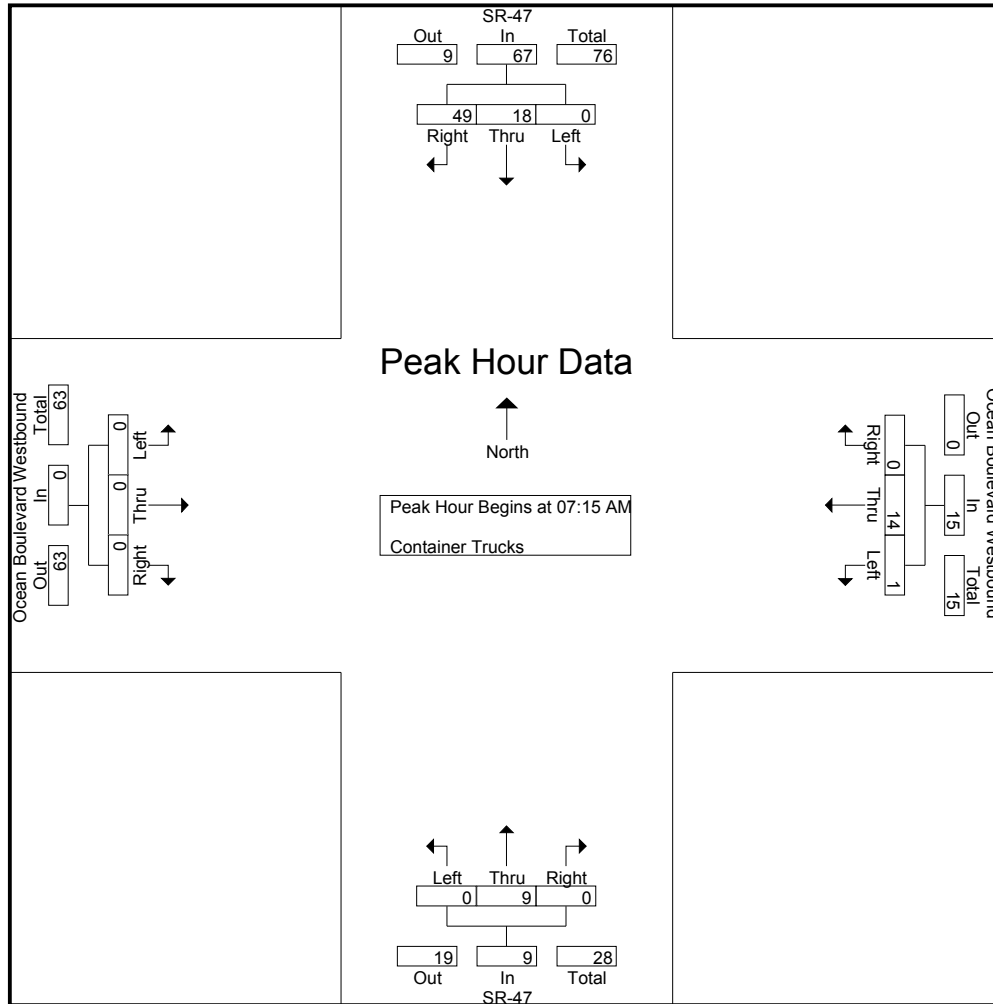 SR-47
Out In Total
9 67 76
49 18 0
Right Thru Left
Peak Hour Data
North
Peak Hour Begins at 07:15 AM
Container Trucks
Ocean Boulevard Westbound
Total In Out
63 0 63
0 0 0
Left Thru Right
Ocean Boulevard Westbound
Out In Total
0 15 15
0 14 1
Right Thru Left
Left Thru Right
0 9 0
19 9 28
Out In Total
SR-47